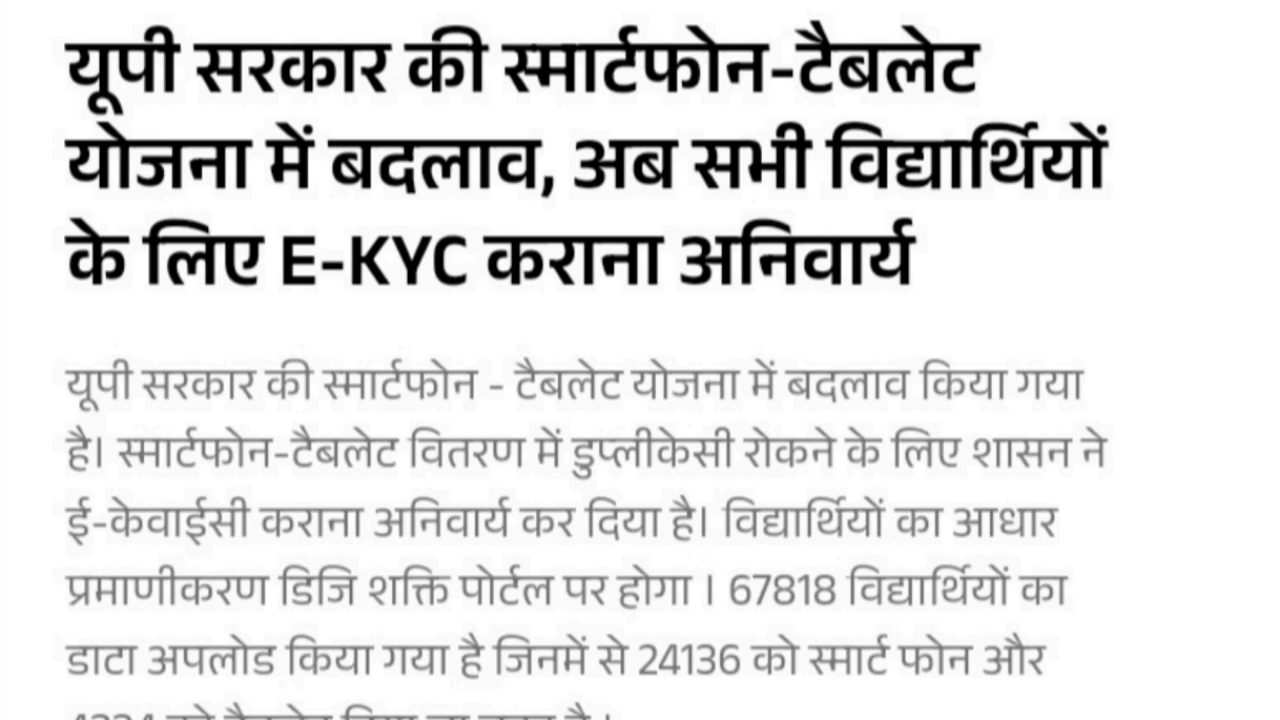 यूपी सरकार की स्मार्टफोन-टैबलेट
योजना में बदलाव, अब सभी विद्यार्थियों
के लिए E-KYC कराना अनिवार्य
यूपी सरकार की स्मार्टफोन - टैबलेट योजना में बदलाव किया गया
है। स्मार्टफोन-टैबलेट वितरण में डुप्लीकेसी रोकने के लिए शासन ने
ई-केवाईसी कराना अनिवार्य कर दिया है। विद्यार्थियों का आधार
प्रमाणीकरण डिजि शक्ति पोर्टल पर होगा । 67818 विद्यार्थियों का
डाटा अपलोड किया गया है जिनमें से 24136 को स्मार्ट फोन और